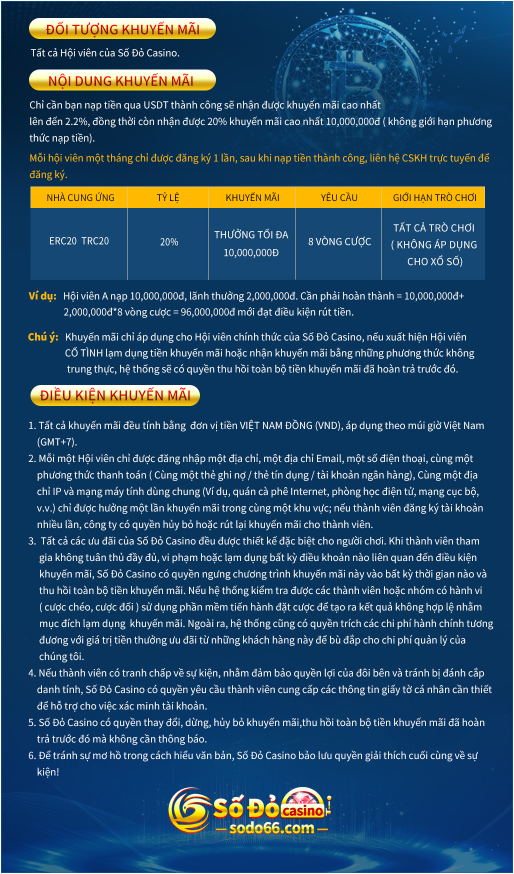 ĐỐI TƯỢNG KHUYẾN MÃI
Tất cả Hội viên của Số Đỏ Casino.
NỘI DUNG KHUYẾN MÃI
Chỉ cần bạn nạp tiền qua USDT thành công sẽ nhận được khuyến mãi cao nhất
lên đến 2.2%, đồng thời còn nhận được 20% khuyến mãi cao nhất 10,000,000đ ( không giới hạn phương
thức nạp tiền).
Mỗi hội viên một tháng chỉ được đăng ký 1 lần, sau khi nạp tiền thành công, liên hệ CSKH trực tuyến để
đăng ký.
NHÀ CUNG ỨNG TỶ LỆ KHUYẾN MÃI YÊU CẦU GIỚI HẠN TRÒ CHƠI
ERC20 TRC20 20% THƯỞNG TỐI ĐA 10,000,000Đ 8 VÒNG CƯỢC TẤT CẢ TRÒ CHƠI ( KHÔNG ÁP DỤNG CHO XỔ SỐ)
Ví dụ: Hội viên A nạp 10,000,000đ, lãnh thưởng 2,000,000đ. Cần phải hoàn thành = 10,000,000đ+
2,000,000đ*8 vòng cược = 96,000,000đ mới đạt điều kiện rút tiền.
Chú ý: Khuyến mãi chỉ áp dụng cho Hội viên chính thức của Số Đỏ Casino, nếu xuất hiện Hội viên
CỐ TÌNH lạm dụng tiền khuyến mãi hoặc nhận khuyến mãi bằng những phương thức không
trung thực, hệ thống sẽ có quyền thu hồi toàn bộ tiền khuyến mãi đã hoàn trả trước đó.
ĐIỀU KIỆN KHUYẾN MÃI
1. Tất cả khuyến mãi đều tính bằng đơn vị tiền VIỆT NAM ĐỒNG (VND), áp dụng theo múi giờ Việt Nam
(GMT+7).
2. Mỗi một Hội viên chỉ được đăng nhập một địa chỉ, một địa chỉ Email, một số điện thoại, cùng một
phương thức thanh toán ( Cùng một thẻ ghi nợ / thẻ tín dụng / tài khoản ngân hàng), Cùng một địa
chỉ IP và mạng máy tính dùng chung (Ví dụ, quán cà phê Internet, phòng học điện tử, mạng cục bộ,
v.v.) chỉ được hưởng một lần khuyến mãi trong cùng một khu vực; nếu thành viên đăng ký tài khoản
nhiều lần, công ty có quyền hủy bỏ hoặc rút lại khuyến mãi cho thành viên.
3. Tất cả các ưu đãi của Số Đỏ Casino đều được thiết kế đặc biệt cho người chơi. Khi thành viên tham
gia không tuân thủ đầy đủ, vi phạm hoặc lạm dụng bất kỳ điều khoản nào liên quan đến điều kiện
khuyến mãi, Số Đỏ Casino có quyền ngưng chương trình khuyến mãi này vào bất kỳ thời gian nào và
thu hồi toàn bộ tiền khuyến mãi. Nếu hệ thống kiểm tra được các thành viên hoặc nhóm có hành vi
( cược chéo, cược đối ) sử dụng phần mềm tiến hành đặt cược để tạo ra kết quả không hợp lệ nhằm
mục đích lạm dụng khuyến mãi. Ngoài ra, hệ thống cũng có quyền trích các chi phí hành chính tương
đương với giá trị tiền thưởng ưu đãi từ những khách hàng này để bù đắp cho chi phí quản lý của
chúng tôi.
4. Nếu thành viên có tranh chấp về sự kiện, nhằm đảm bảo quyền lợi của đôi bên và tránh bị đánh cắp
danh tính, Số Đỏ Casino có quyền yêu cầu thành viên cung cấp các thông tin giấy tờ cá nhân cần thiết
để hỗ trợ cho việc xác minh tài khoản.
5. Số Đỏ Casino có quyền thay đổi, dừng, hủy bỏ khuyến mãi,thu hồi toàn bộ tiền khuyến mãi đã hoàn
trả trước đó mà không cần thông báo.
6. Để tránh sự mơ hồ trong cách hiểu văn bản, Số Đỏ Casino bảo lưu quyền giải thích cuối cùng về sự
kiện!
SỐ ĐỎ casino
sodo66.com